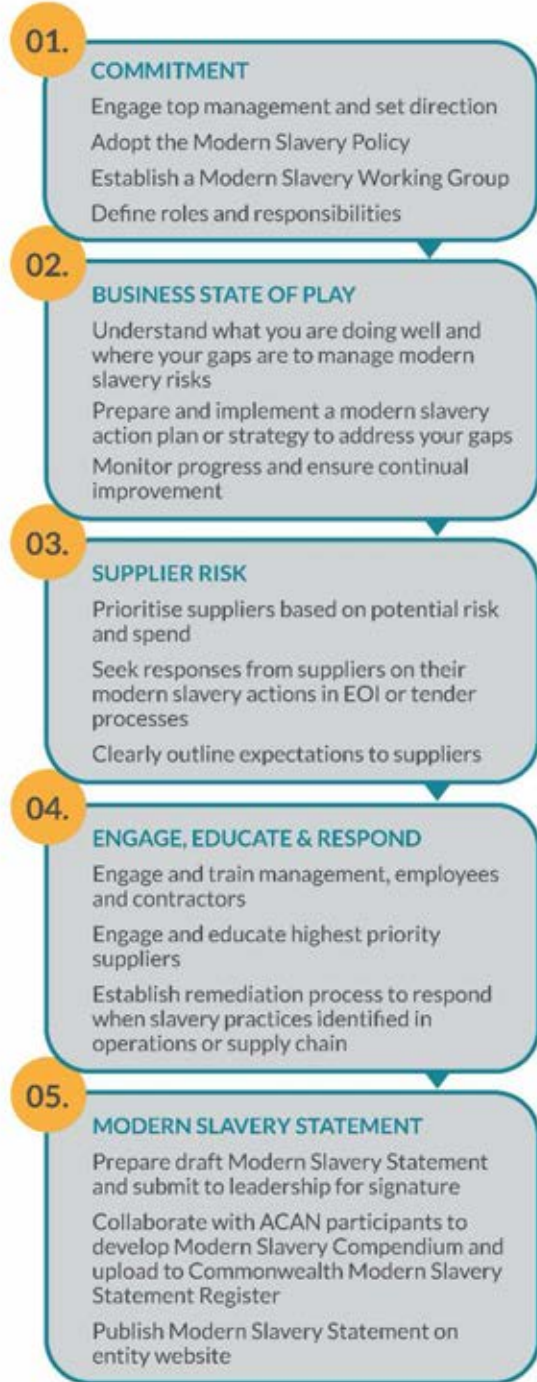 01.
COMMITMENT
Engage top management and set direction
Adopt the Modern Slavery Policy
Establish a Modern Slavery Working Group
Define roles and responsibilities
02.
BUSINESS STATE OF PLAY
Understand what you are doing well and
where your gaps are to manage modern
slavery risks
Prepare and implement a modern slavery
action plan or strategy to address your gaps
Monitor progress and ensure continual
improvement
03.
SUPPLIER RISK
Prioritise suppliers based on potential risk
and spend
Seek responses from suppliers on their
modern slavery actions in EOI or tender
processes
Clearly outline expectations to suppliers
04.
ENGAGE, EDUCATE & RESPOND
Engage and train management, employees
and contractors
Engage and educate highest priority
suppliers
Establish remediation process to respond
when slavery practices identified in
operations or supply chain
05.
MODERN SLAVERY STATEMENT
Prepare draft Modern Slavery Statement
and submit to leadership for signature
Collaborate with ACAN participants to
develop Modern Slavery Compendium and
upload to Commonwealth Modern Slavery
Statement Register
Publish Modern Slavery Statement on
entity website